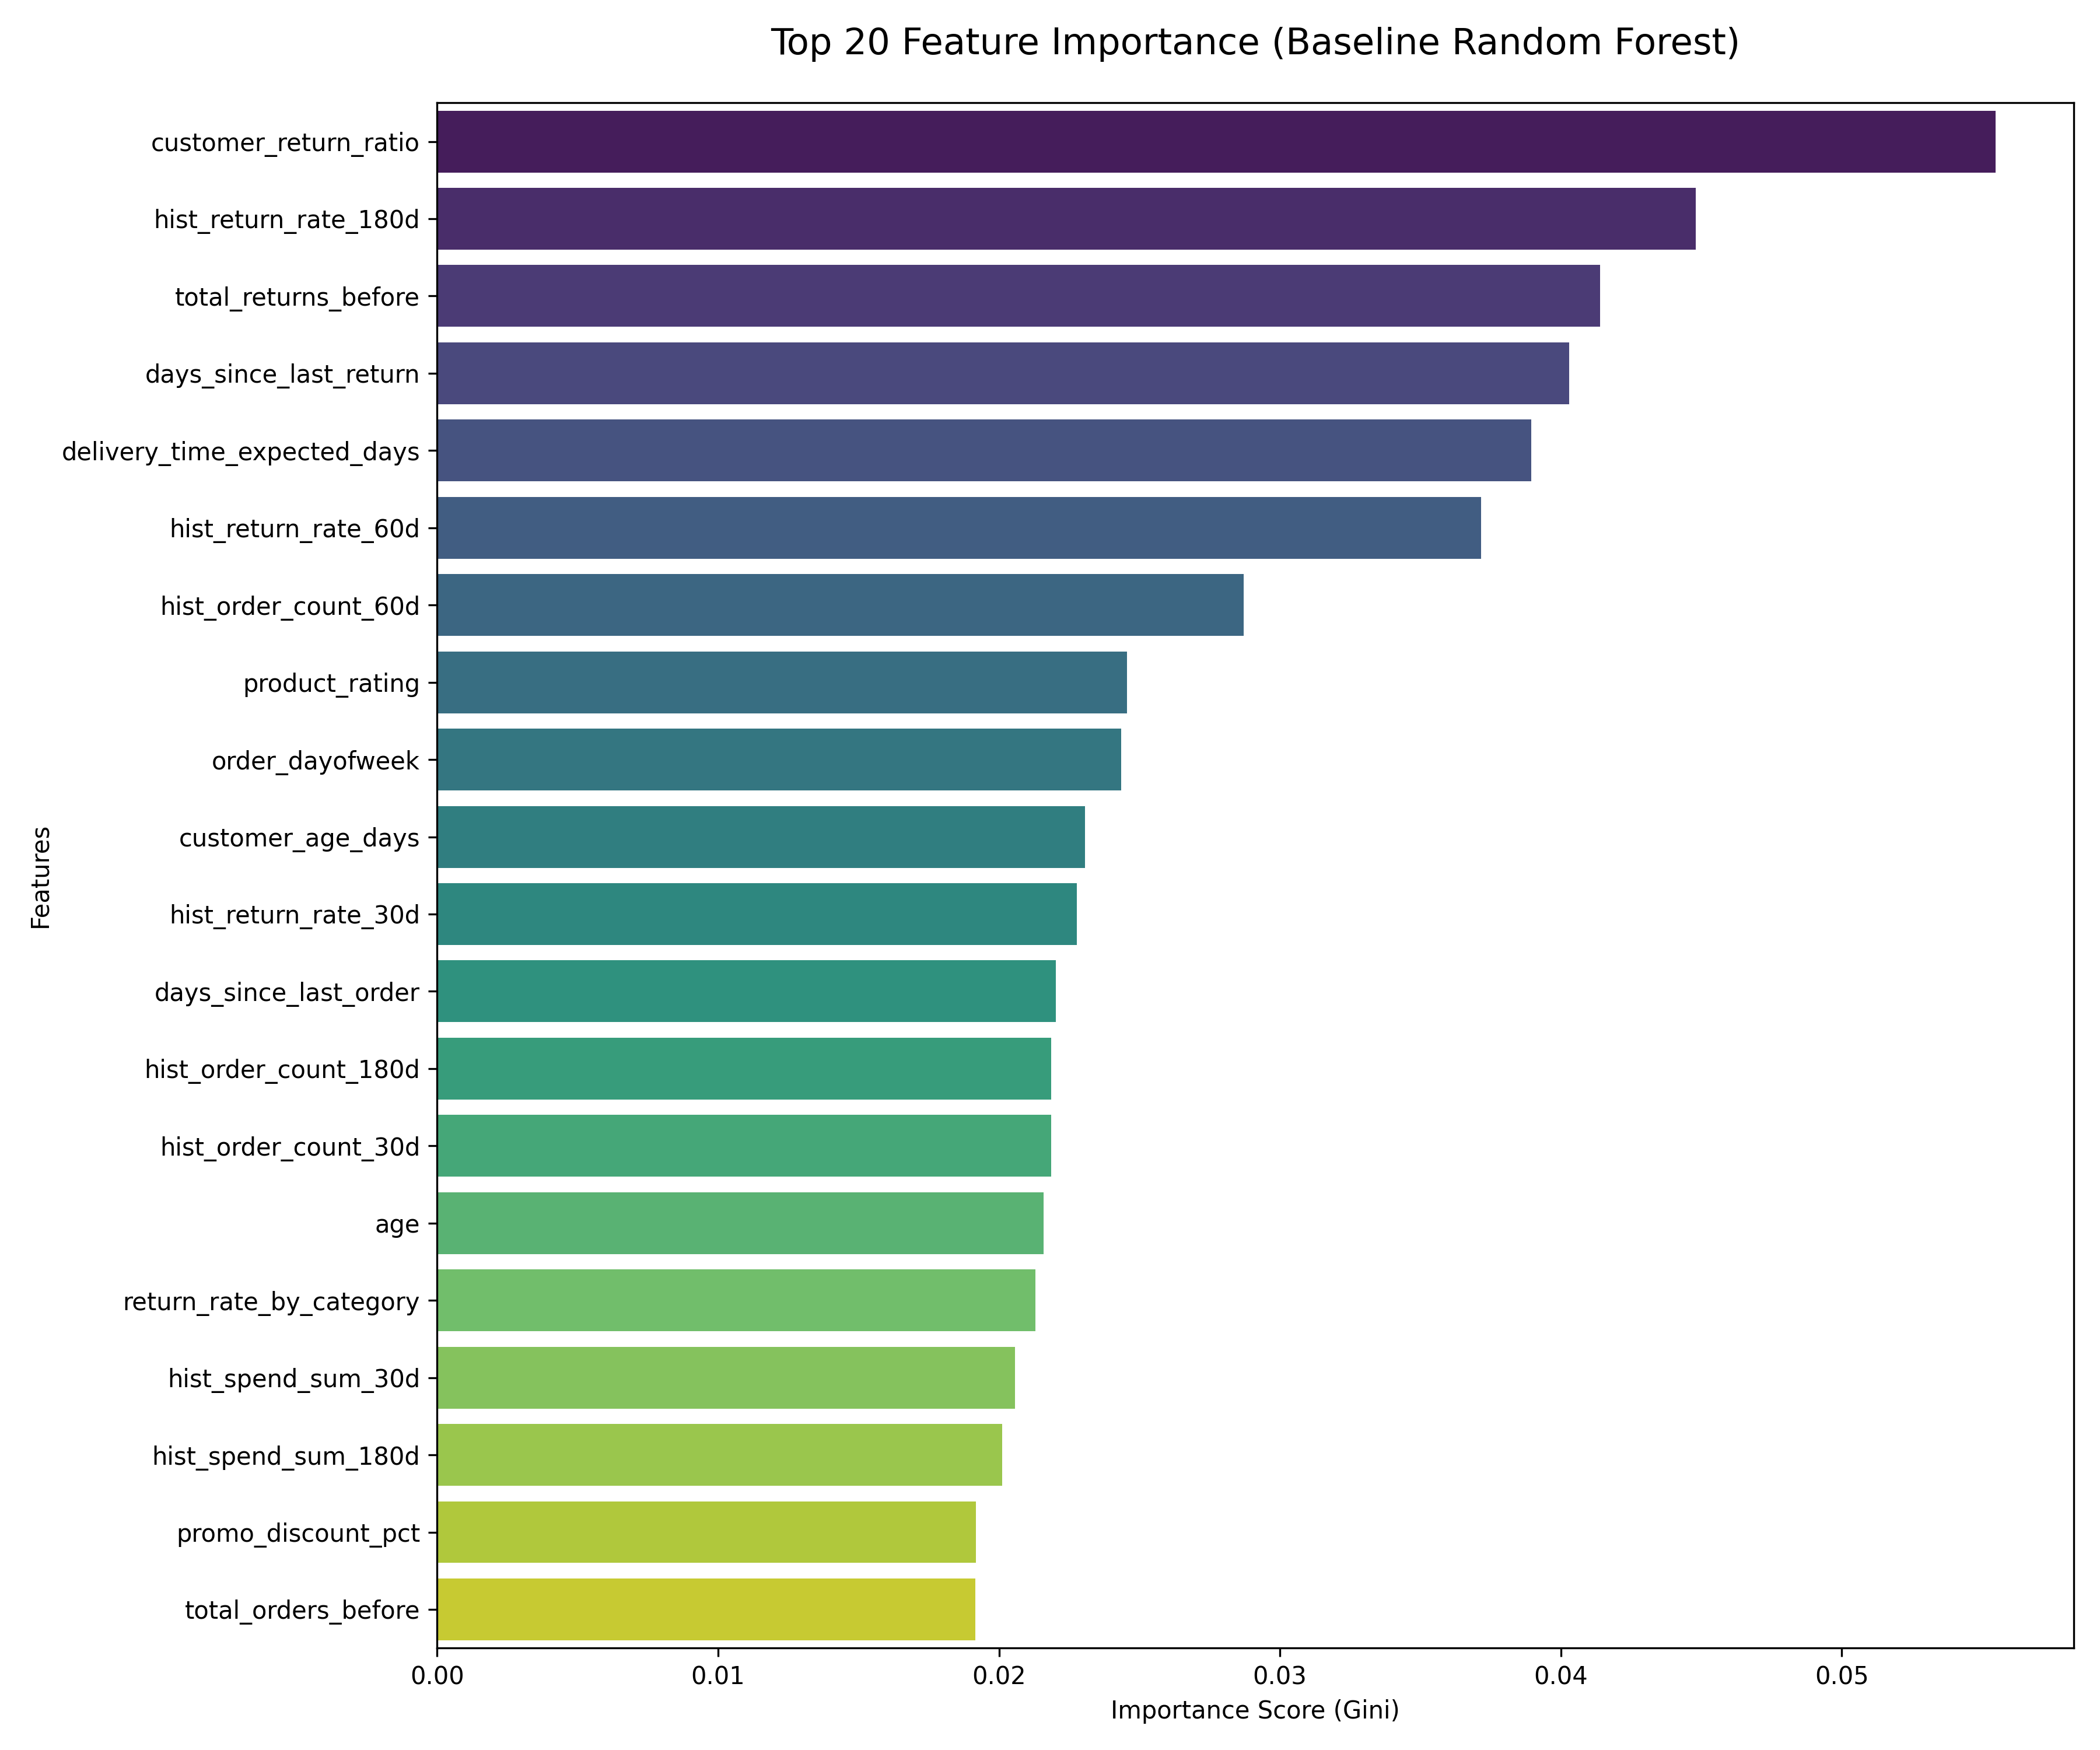 Top 20 Feature Importance (Baseline Random Forest)
customer_return_ratio
hist_return_rate_180d
total_returns_before
days_since_last_return
delivery_time_expected_days
hist_return_rate_60d
hist_order_count_60d
product_rating
order_dayofweek
customer_age_days
hist_return_rate_30d
days_since_last_order
hist_order_count_180d
hist_order_count_30d
age
return_rate_by_category
hist_spend_sum_30d
hist_spend_sum_180d
promo_discount_pct
total_orders_before
Features
0.00 0.01 0.02 0.03 0.04 0.05
Importance Score (Gini)